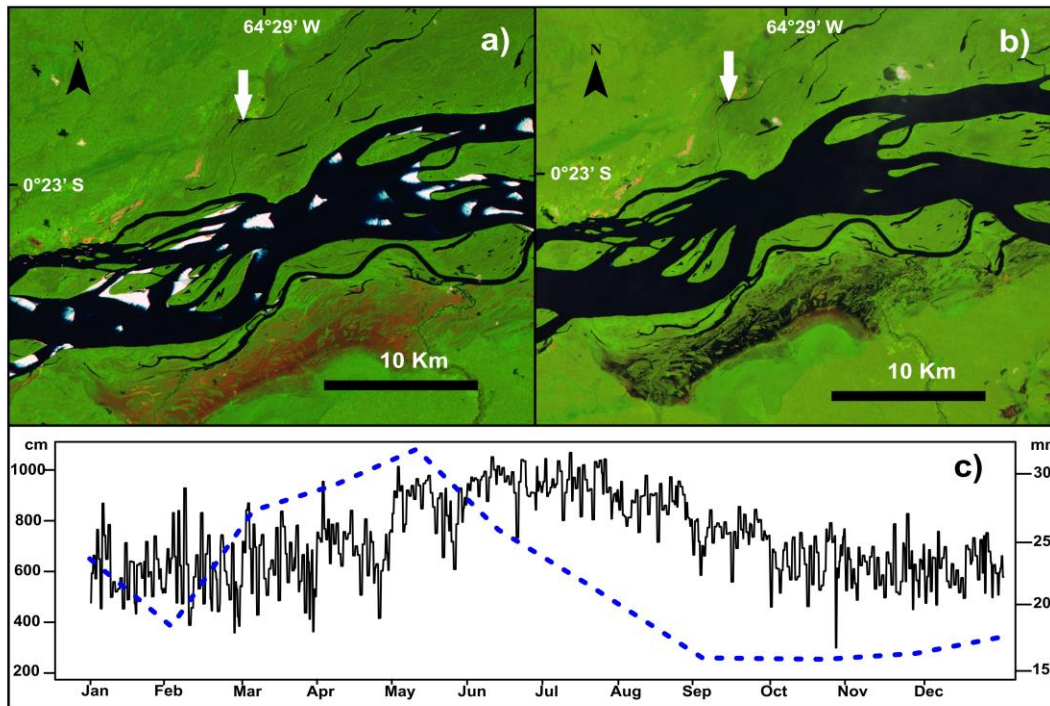 64°29' W
64°29' W
N
a)
N
b)
0°23' S
0°23' S
10 Km
10 Km
cm
c)
mm
1000
30
800
25
600
20
400
200
15
Jan Feb Mar Apr May Jun Jul Aug Sep Oct Nov Dec